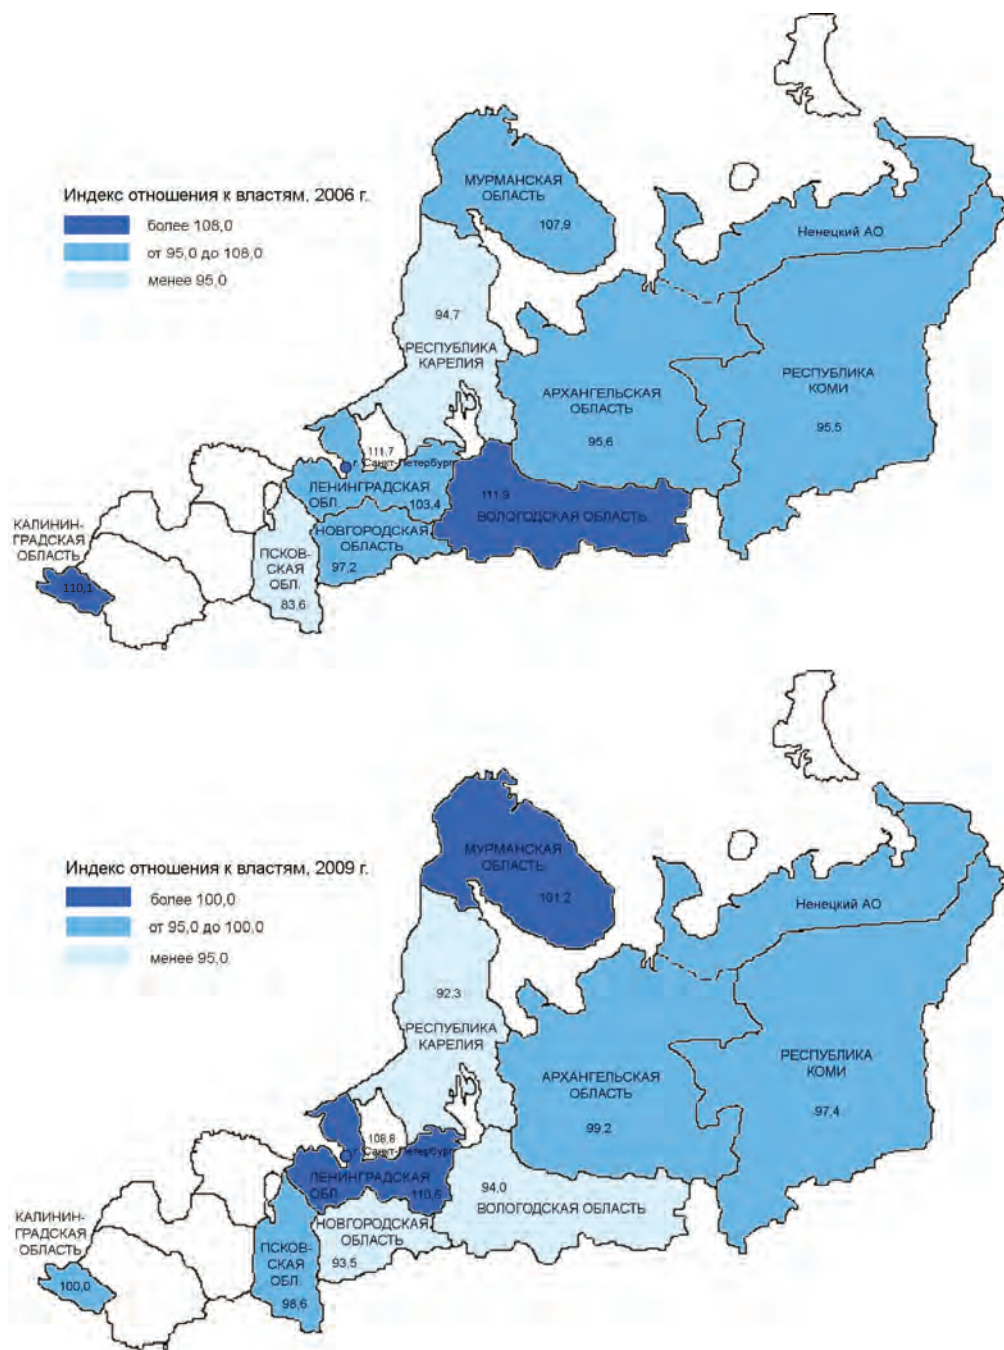 Индекс отношения к властям, 2006 г.
более 108,0
от 95,0 до 108,0
менее 95,0
МУРМАНСКАЯ
ОБЛАСТЬ
107,9
Ненецкий АО
94,7
РЕСПУБЛИКА
КАРЕЛИЯ
АРХАНГЕЛЬСКАЯ
ОБЛАСТЬ
95,6
РЕСПУБЛИКА
КОМИ
95,5
111,7
г. Санкт-Петербург
ЛЕНИНГРАДСКАЯ
ОБЛ.
103,4
111,9
ВОЛОГОДСКАЯ ОБЛАСТЬ
НОВГОРОДСКАЯ
ОБЛАСТЬ
97,2
ПСКОВ-
СКАЯ
ОБЛ.
83,6
КАЛИНИН-
ГРАДСКАЯ
ОБЛАСТЬ
110,1
Индекс отношения к властям, 2009 г.
более 100,0
от 95,0 до 100,0
менее 95,0
МУРМАНСКАЯ
ОБЛАСТЬ
101,2
Ненецкий АО
92,3
РЕСПУБЛИКА
КАРЕЛИЯ
АРХАНГЕЛЬСКАЯ
ОБЛАСТЬ
99,2
РЕСПУБЛИКА
КОМИ
97,4
108,8
г. Санкт-Петербург
ЛЕНИНГРАДСКАЯ
ОБЛ.
110,6
94,0
ВОЛОГОДСКАЯ ОБЛАСТЬ
НОВГОРОДСКАЯ
ОБЛАСТЬ
93,5
ПСКОВ-
СКАЯ
ОБЛ.
98,6
КАЛИНИН-
ГРАДСКАЯ
ОБЛАСТЬ
100,0